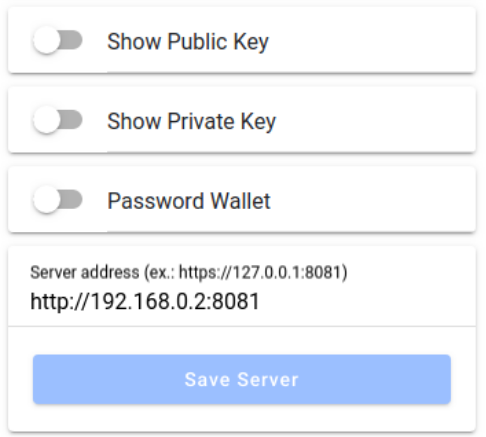 Show Public Key
Show Private Key
Password Wallet
Server address (ex.: https://127.0.0.1:8081)
http://192.168.0.2:8081
Save Server